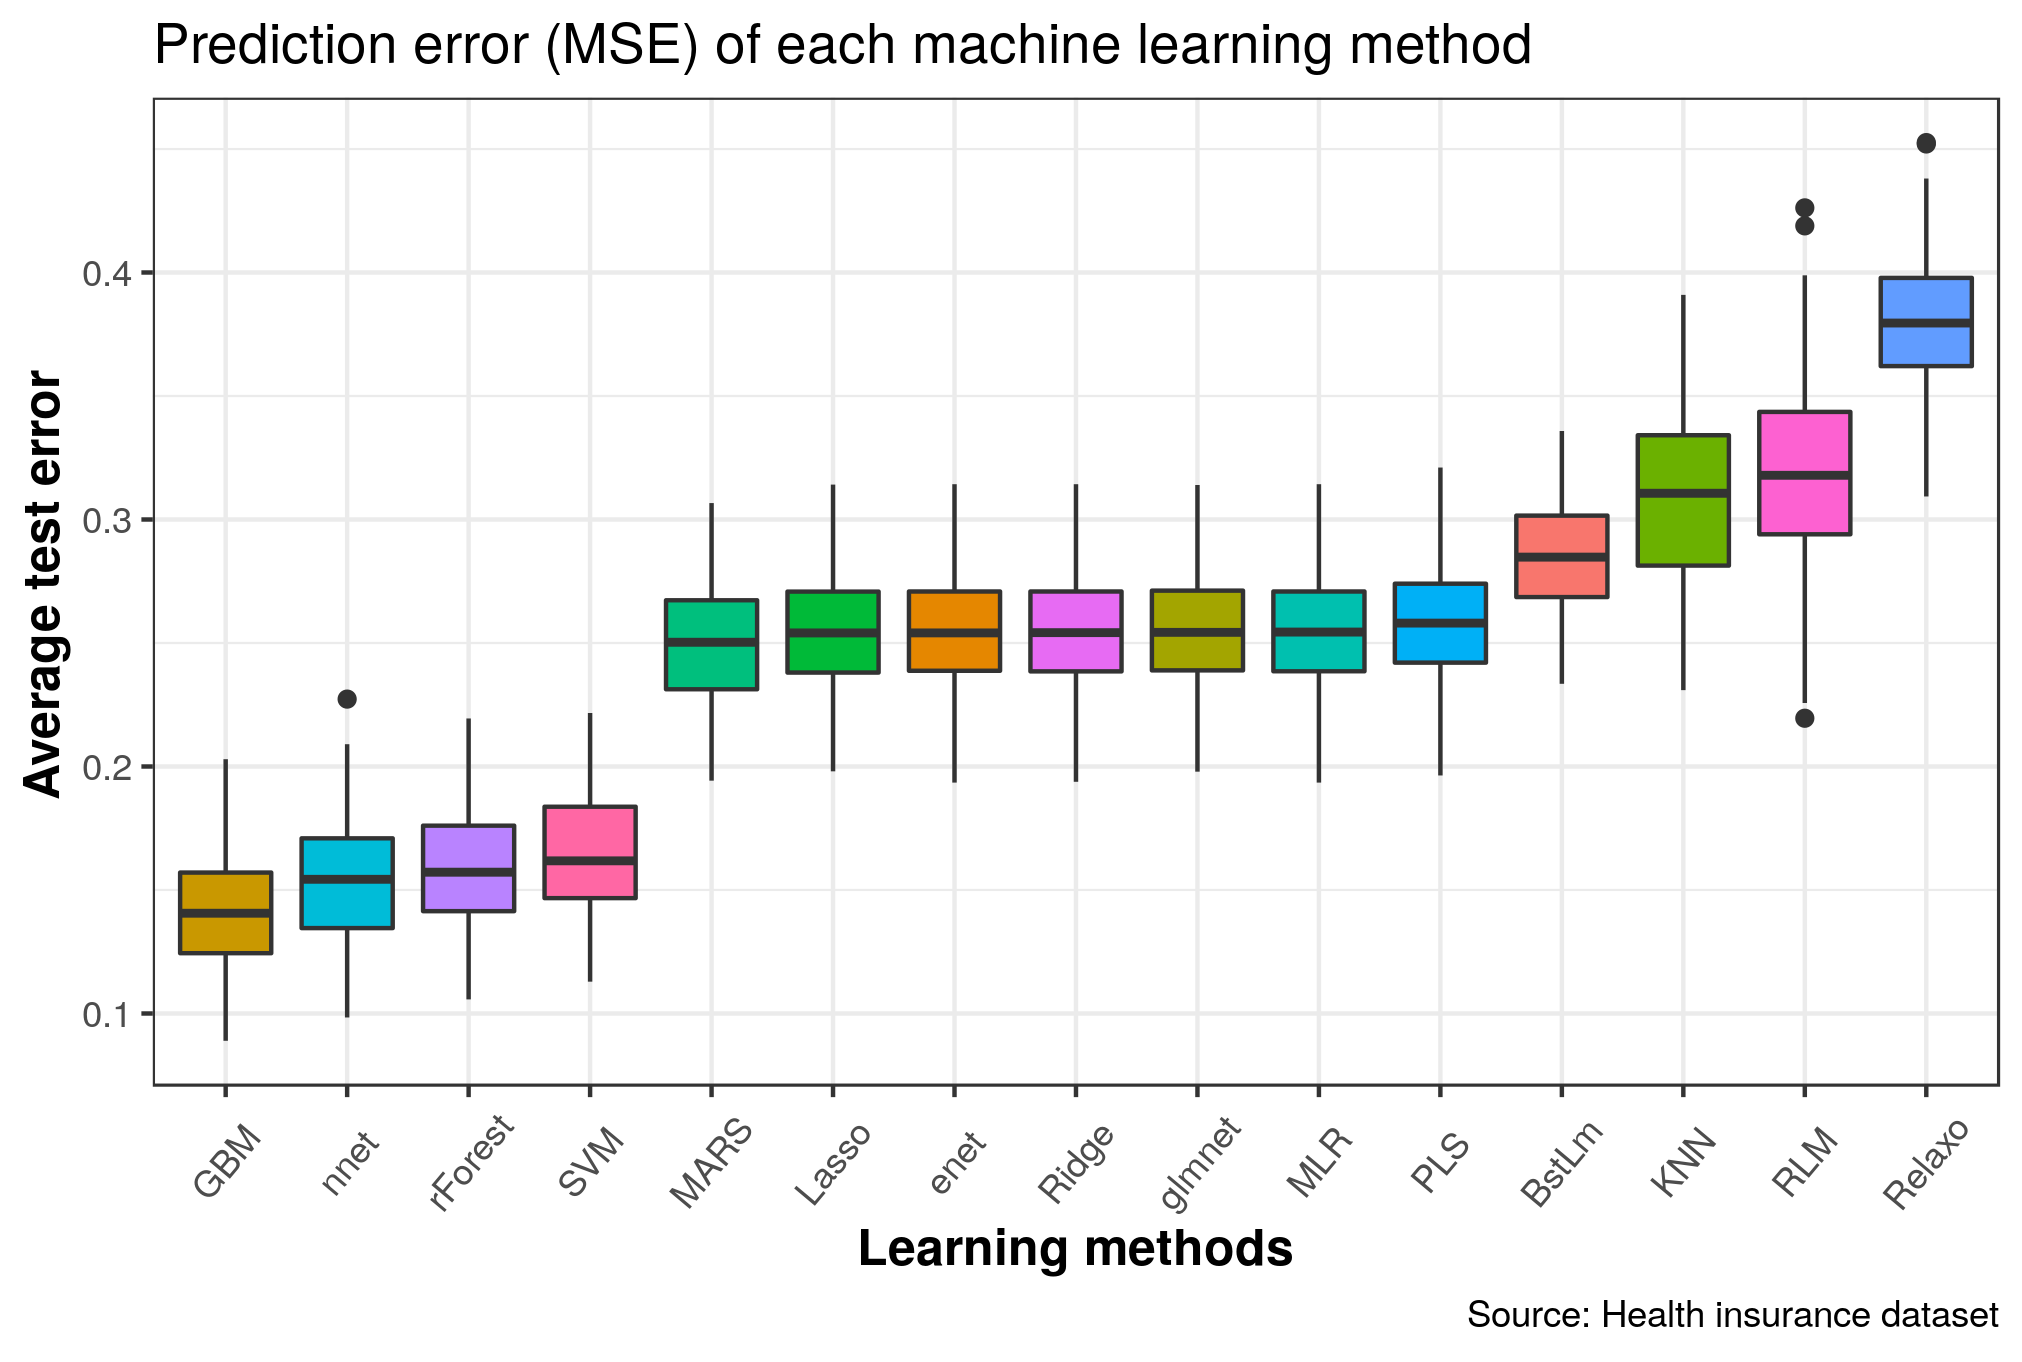 Prediction error (MSE) of each machine learning method
Average test error
0.4
0.3
0.2
0.1
GBM
nnet
rForest
SVM
MARS
Lasso
enet
Ridge
glmnet
MLR
PLS
BstLm
KNN
RLM
Relaxo
Learning methods
Source: Health insurance dataset